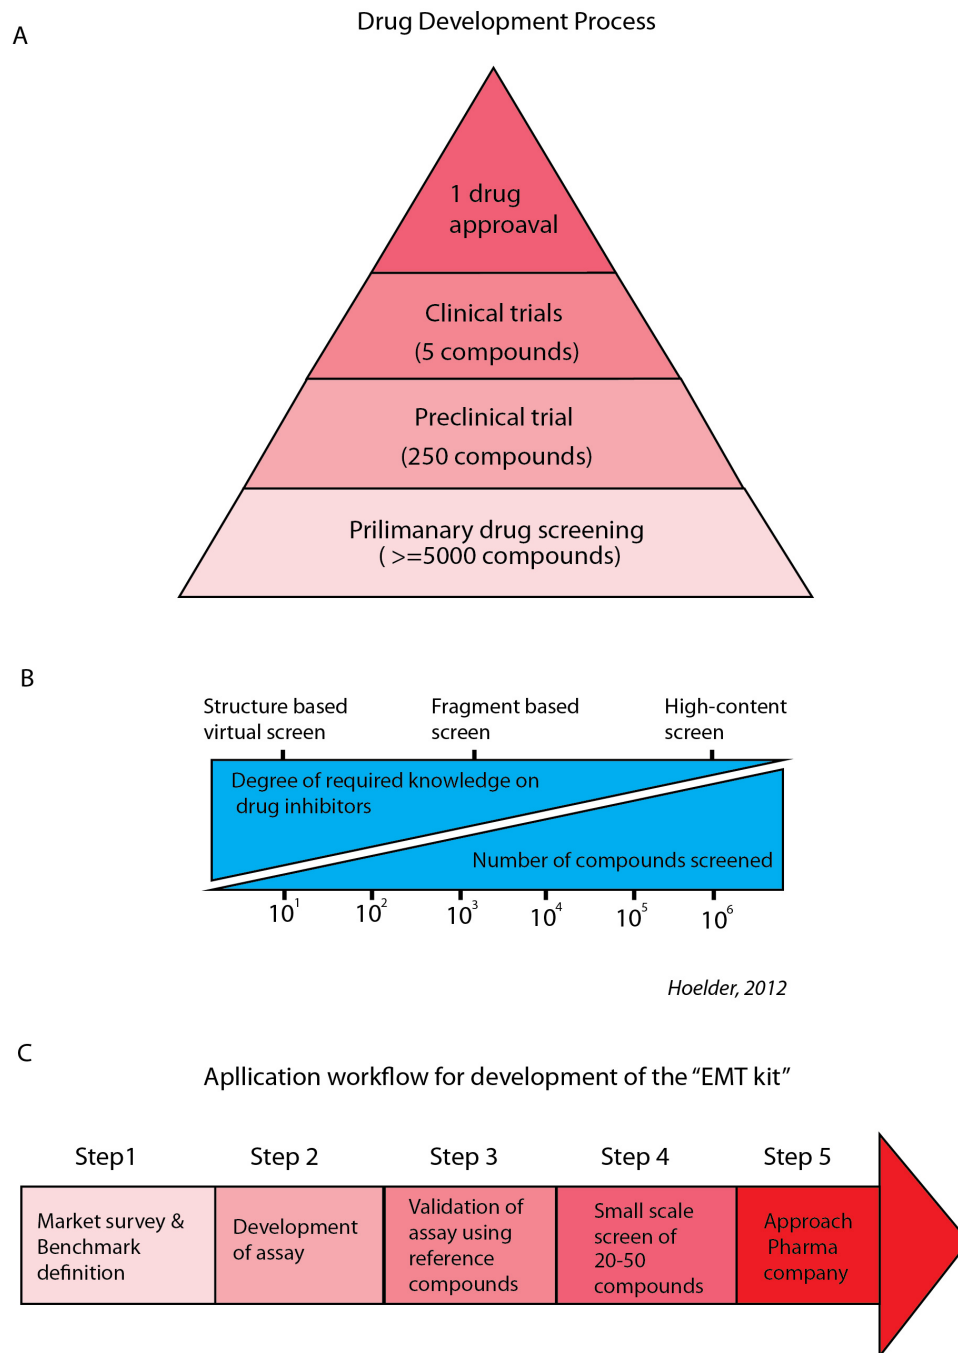 Drug Development Process
A
1 drug
approaval
Clinical trials
(5 compounds)
Preclinical trial
(250 compounds)
Prilimanary drug screening
( >=5000 compounds)
B
Structure based
virtual screen
Fragment based
screen
High-content
screen
Degree of required knowledge on
drug inhibitors
Number of compounds screened
10¹ 10² 10³ 10⁴ 10⁵ 10⁶
Hoelder, 2012
C
Apllication workflow for development of the “EMT kit”
Step1
Step 2
Step 3
Step 4
Step 5
Market survey &
Benchmark
definition
Development
of assay
Validation of
assay using
reference
compounds
Small scale
screen of
20-50
compounds
Approach
Pharma
company